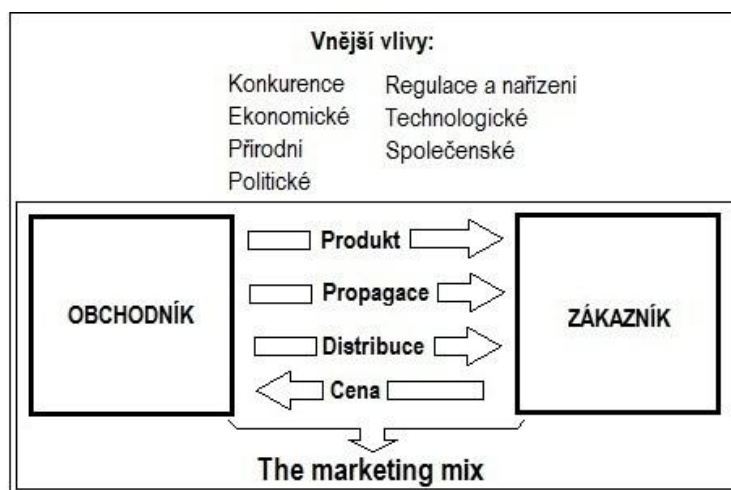 Vnější vlivy:
Konkurence Regulace a nařízení
Ekonomické Technologické
Přírodní Společenské
Politické
Produkt
Propagace
OBCHODNÍK ZÁKAZNÍK
Distribuce
Cena
The marketing mix